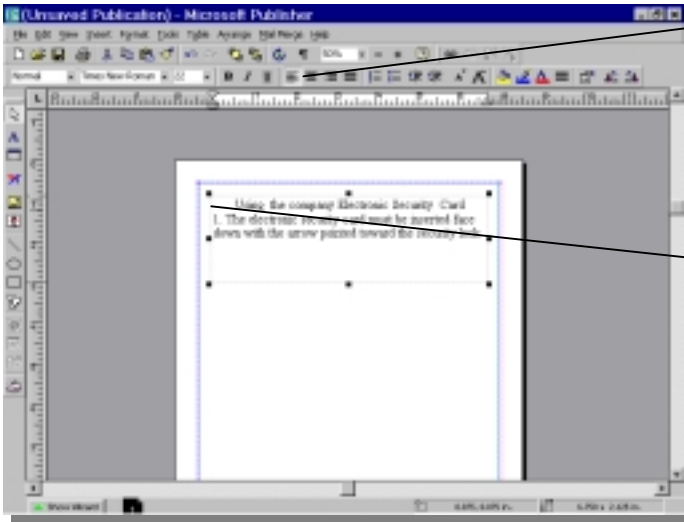 (Unsaved Publication) - Microsoft Publisher
File Edit View Insert Format Tools Table Arrange Mail Merge Help
50%
Normal Times New Roman
B I U
Using the company Electronic Security Card
1. The electronic security card must be inserted face
down with the arrow pointed toward the security lock.
Show Wizard